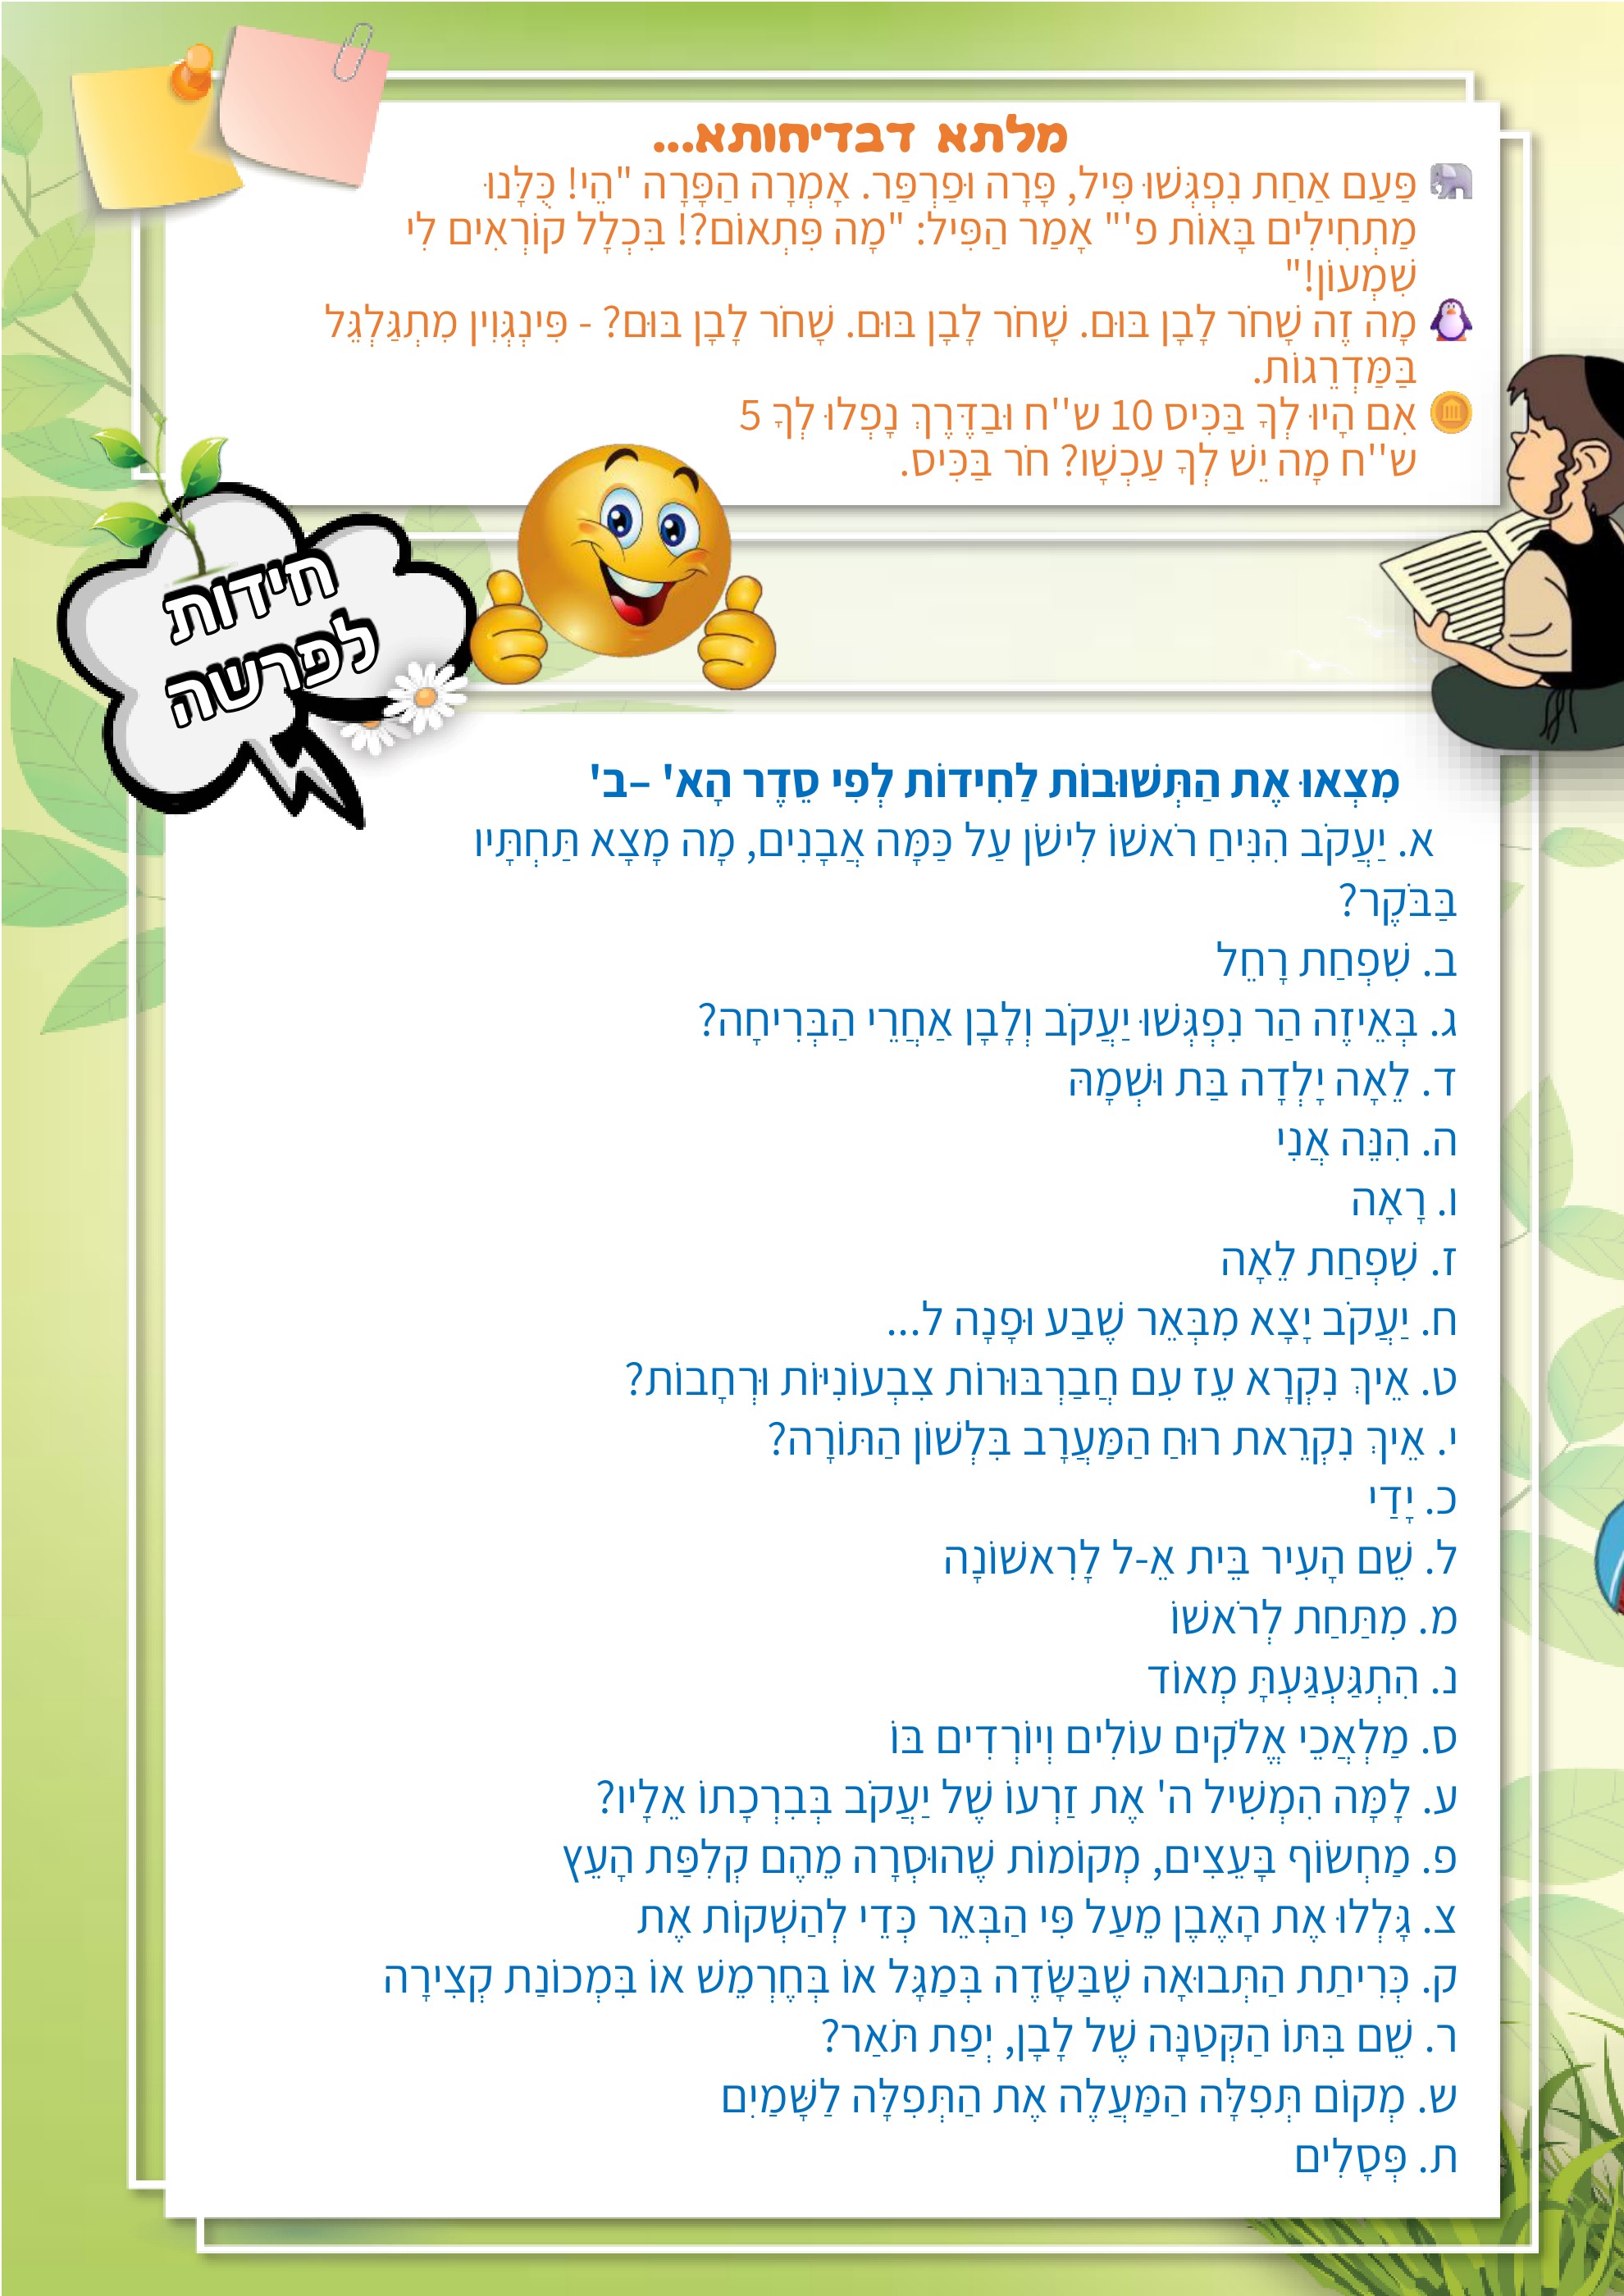 מלתא דבדיחותא...
פַּעַם אַחַת נִפְגְּשׁוּ פִּיל, פָּרָה וּפַרְפַּר. אָמְרָה הַפָּרָה "הֵי! כֻּלָּנוּ
מַתְחִילִים בָּאוֹת פ'" אָמַר הַפִּיל: "מָה פִּתְאוֹם?! בִּכְלָל קוֹרְאִים לִי
שִׁמְעוֹן!"
מָה זֶה שָׁחֹר לָבָן בּוּם. שָׁחֹר לָבָן בּוּם. שָׁחֹר לָבָן בּוּם? - פִּינְגְּוִין מִתְגַּלְגֵּל
בַּמַּדְרֵגוֹת.
אִם הָיוּ לְךָ בַּכִּיס 10 ש''ח וּבַדֶּרֶךְ נָפְלוּ לְךָ 5
ש''ח מָה יֵשׁ לְךָ עַכְשָׁו? חֹר בַּכִּיס.
חידות
לפרשה
מִצְאוּ אֶת הַתְּשׁוּבוֹת לַחִידוֹת לְפִי סֵדֶר הָא' –ב'
א. יַעֲקֹב הִנִּיחַ רֹאשׁוֹ לִישֹׁן עַל כַּמָּה אֲבָנִים, מָה מָצָא תַּחְתָּיו
בַּבֹּקֶר?
ב. שִׁפְחַת רָחֵל
ג. בְּאֵיזֶה הַר נִפְגְּשׁוּ יַעֲקֹב וְלָבָן אַחֲרֵי הַבְּרִיחָה?
ד. לֵאָה יָלְדָה בַּת וּשְׁמָהּ
ה. הִנֵּה אֲנִי
ו. רָאָה
ז. שִׁפְחַת לֵאָה
ח. יַעֲקֹב יָצָא מִבְּאֵר שֶׁבַע וּפָנָה ל...
ט. אֵיךְ נִקְרָא עֵז עִם חֲבַרְבּוּרוֹת צִבְעוֹנִיּוֹת וּרְחָבוֹת?
י. אֵיךְ נִקְרֵאת רוּחַ הַמַּעֲרָב בִּלְשׁוֹן הַתּוֹרָה?
כ. יָדַי
ל. שֵׁם הָעִיר בֵּית אֵ-ל לָרִאשׁוֹנָה
מ. מִתַּחַת לְרֹאשׁוֹ
נ. הִתְגַּעְגַּעְתָּ מְאוֹד
ס. מַלְאֲכֵי אֱלֹקִים עוֹלִים וְיוֹרְדִים בּוֹ
ע. לָמָּה הִמְשִׁיל ה' אֶת זַרְעוֹ שֶׁל יַעֲקֹב בְּבִרְכָתוֹ אֵלָיו?
פ. מַחְשׂוֹף בָּעֵצִים, מְקוֹמוֹת שֶׁהוּסְרָה מֵהֶם קְלִפַּת הָעֵץ
צ. גָּלְלוּ אֶת הָאֶבֶן מֵעַל פִּי הַבְּאֵר כְּדֵי לְהַשְׁקוֹת אֶת
ק. כְּרִיתַת הַתְּבוּאָה שֶׁבַּשָּׂדֶה בְּמַגָּל אוֹ בְּחֶרְמֵשׁ אוֹ בִּמְכוֹנַת קְצִירָה
ר. שֵׁם בִּתּוֹ הַקְּטַנָּה שֶׁל לָבָן, יְפַת תֹּאַר?
ש. מְקוֹם תְּפִלָּה הַמַּעֲלֶה אֶת הַתְּפִלָּה לַשָּׁמַיִם
ת. פְּסָלִים